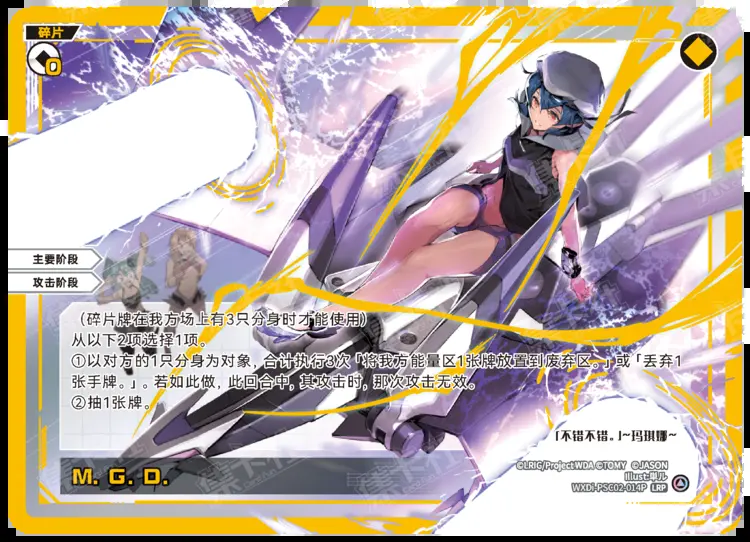 碎片
0
主要阶段
攻击阶段
（碎片牌在我方场上有3只分身时才能使用）
从以下2项选择1项。
①以对方的1只分身为对象，合计执行3次「将我方能量区1张牌放置到废弃区。」或「丢弃1
张手牌。」。若如此做，此回合中，其攻击时，那次攻击无效。
②抽1张牌。
「不错不错。」~玛琪娜~
M. G. D.
©LRIG/Project WDA ©TOMY ©JASON
Illust:単ル
WXDi-PSC02-014P LRP